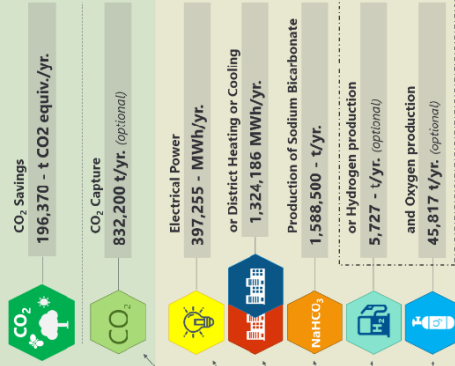 CO₂ Savings
196,370 - t CO2 equiv./yr.
CO₂ Capture
832,200 t/yr. (optional)
Electrical Power
397,255 - MWh/yr.
or District Heating or Cooling
1,324,186 MWh/yr.
Production of Sodium Bicarbonate
1,588,500 - t/yr.
or Hydrogen production
5,727 - t/yr. (optional)
and Oxygen production
45,817 t/yr. (optional)
CO₂
CO₂
NaHCO₃
H₂
O₂